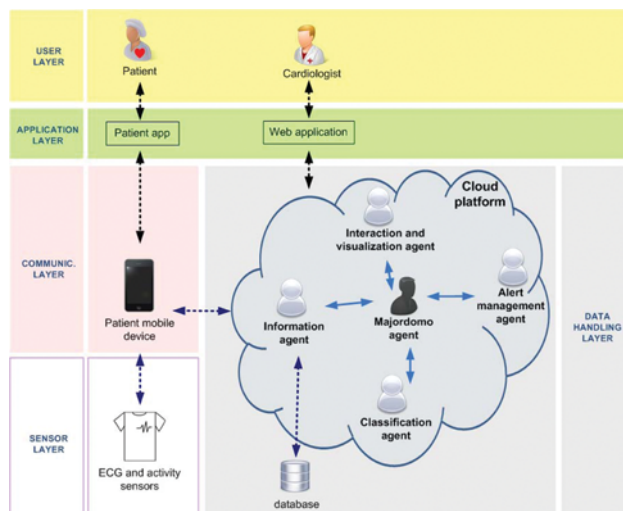 USER
LAYER
Patient
Cardiologist
APPLICATION
LAYER
Patient app
Web application
Cloud
platform
Interaction and
visualization agent
COMMUNIC.
LAYER
Patient mobile
device
Information
agent
Majordomo
agent
Alert
management
agent
DATA
HANDLING
LAYER
Classification
agent
SENSOR
LAYER
ECG and activity
sensors
database